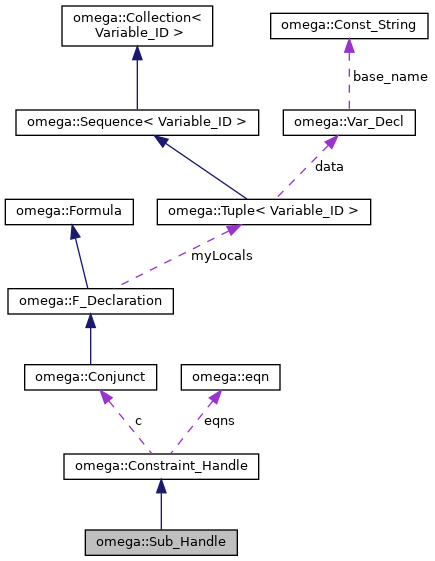 omega::Collection<
Variable_ID >
omega::Const_String
base_name
omega::Sequence< Variable_ID >
omega::Var_Decl
data
omega::Formula
omega::Tuple< Variable_ID >
myLocals
omega::F_Declaration
omega::Conjunct
omega::eqn
c
eqns
omega::Constraint_Handle
omega::Sub_Handle